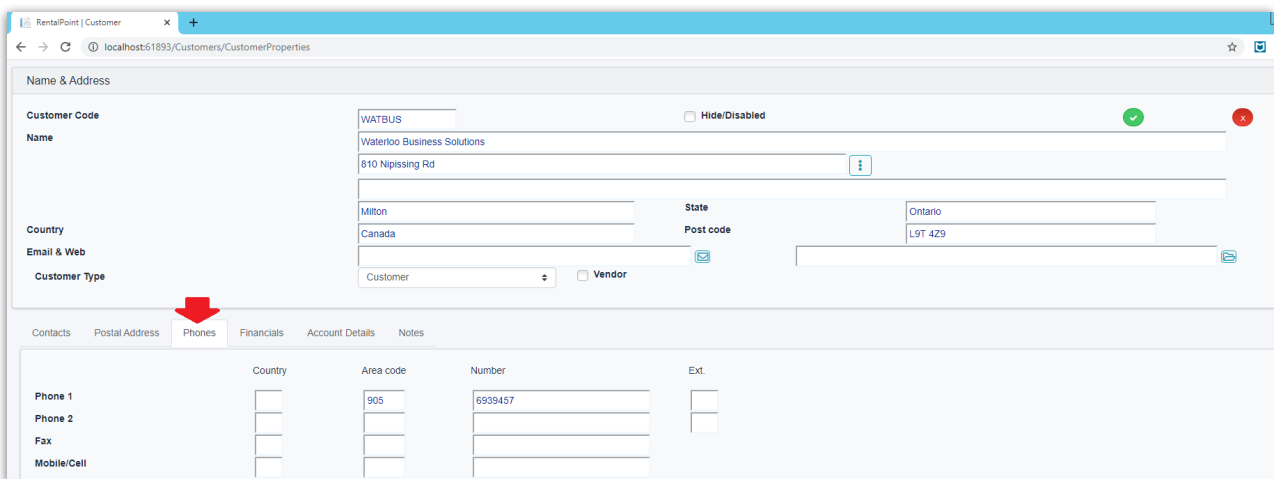 RentalPoint | Customer
localhost:61893/Customers/CustomerProperties
Name & Address
Customer Code WATBUS Hide/Disabled x
Name Waterloo Business Solutions
810 Nipissing Rd
Milton State Ontario
Country Canada Post code L9T 4Z9
Email & Web
Customer Type Customer Vendor
Contacts Postal Address Phones Financials Account Details Notes
Country Area code Number Ext.
Phone 1 905 6939457
Phone 2
Fax
Mobile/Cell